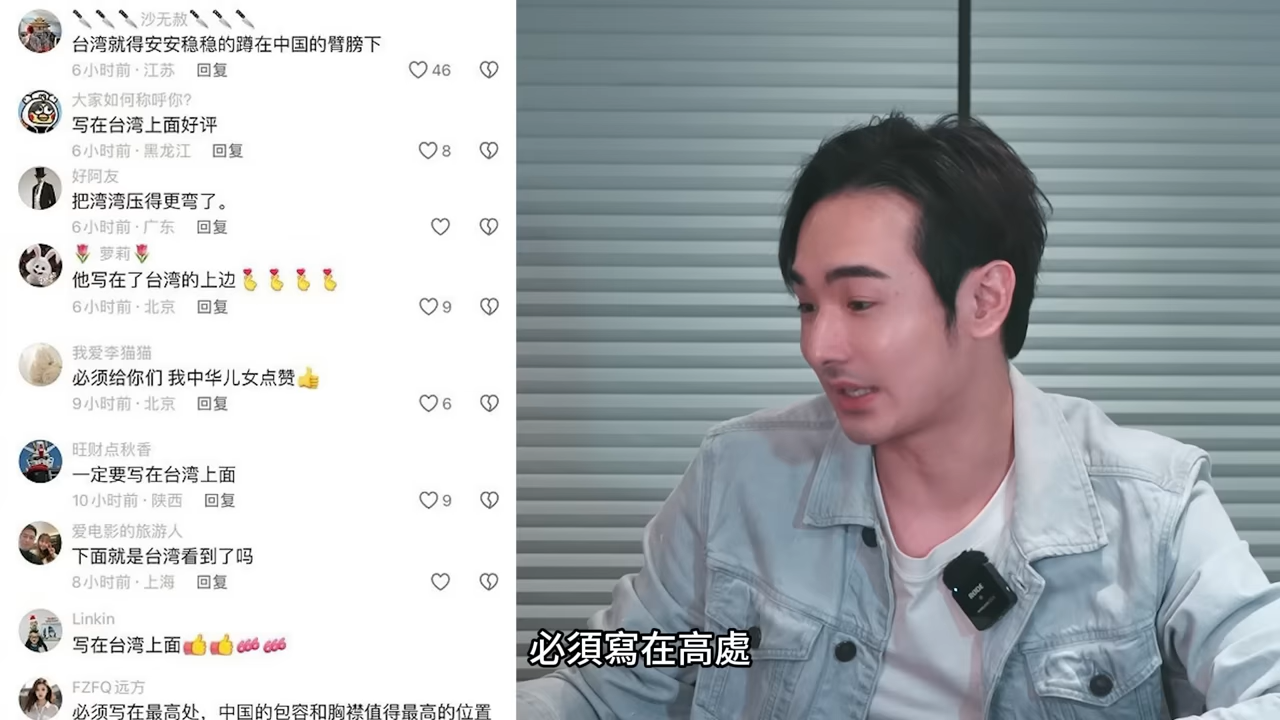 沙无赦
台湾就得安安稳稳的蹲在中国的臂膀下
6小时前·江苏 回复 46
大家如何称呼你?
写在台湾上面好评
6小时前·黑龙江 回复 8
好阿友
把湾湾压得更弯了。
6小时前·广东 回复
萝莉
他写在了台湾的上边
6小时前·北京 回复 9
我爱李猫猫
必须给你们 我中华儿女点赞
9小时前·北京 回复 6
旺财点秋香
一定要写在台湾上面
10小时前·陕西 回复 9
爱电影的旅游人
下面就是台湾看到了吗
8小时前·上海 回复
Linkin
写在台湾上面
FZFQ远方
必须写在最高处，中国的包容和胸襟值得最高的位置
RODE
必須寫在高處